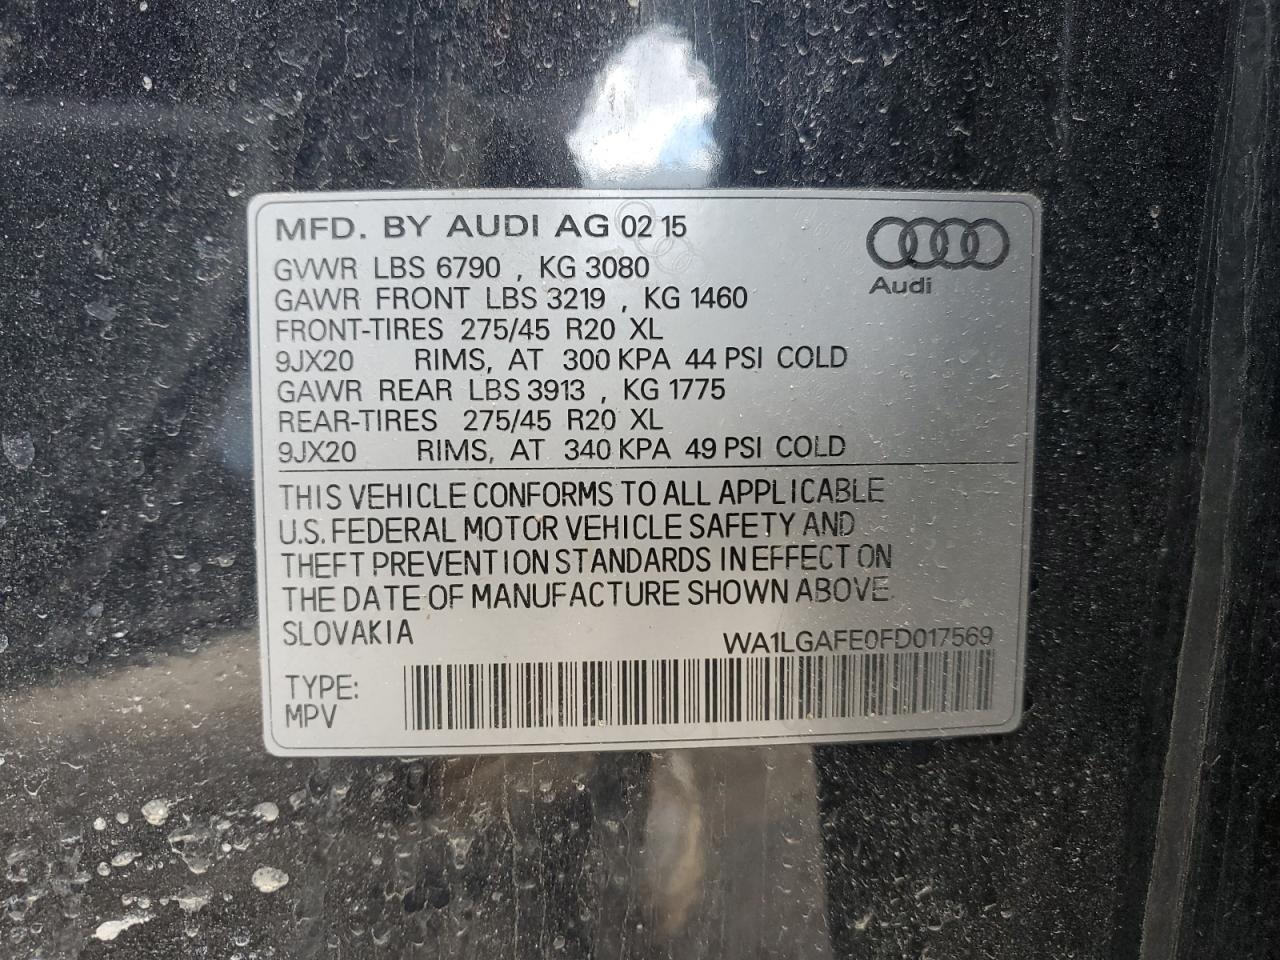 MFD. BY AUDI AG 02 15
Audi
GVWR LBS 6790 , KG 3080
GAWR FRONT LBS 3219 , KG 1460
FRONT-TIRES 275/45 R20 XL
9JX20 RIMS, AT 300 KPA 44 PSI COLD
GAWR REAR LBS 3913 , KG 1775
REAR-TIRES 275/45 R20 XL
9JX20 RIMS, AT 340 KPA 49 PSI COLD
THIS VEHICLE CONFORMS TO ALL APPLICABLE
U.S. FEDERAL MOTOR VEHICLE SAFETY AND
THEFT PREVENTION STANDARDS IN EFFECT ON
THE DATE OF MANUFACTURE SHOWN ABOVE.
SLOVAKIA WA1LGAFE0FD017569
TYPE:
MPV